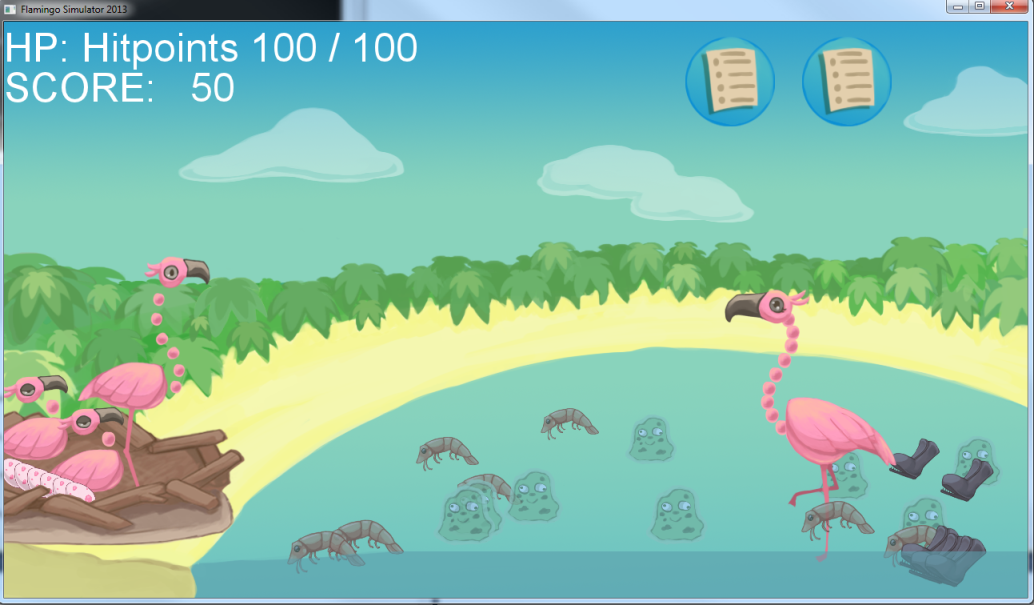 Flamingo Simulator 2013
HP: Hitpoints 100 / 100
SCORE: 50